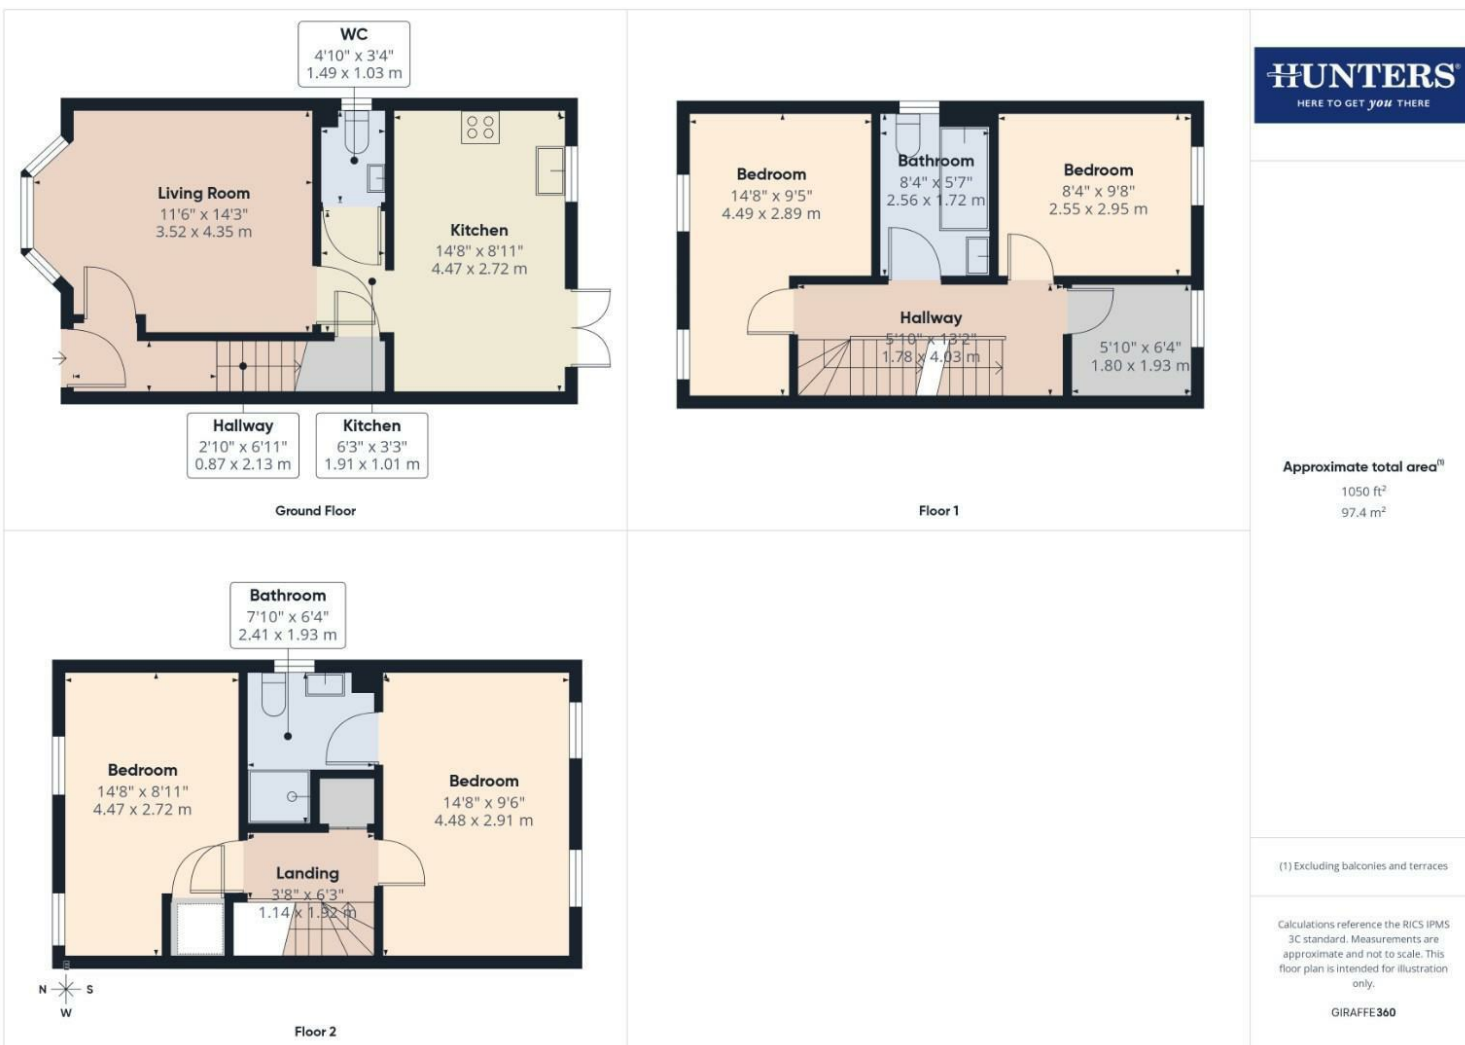 WC
4'10" x 3'4"
1.49 x 1.03 m
Living Room
11'6" x 14'3"
3.52 x 4.35 m
Kitchen
14'8" x 8'11"
4.47 x 2.72 m
Hallway
2'10" x 6'11"
0.87 x 2.13 m
Kitchen
6'3" x 3'3"
1.91 x 1.01 m
Ground Floor
Bedroom
14'8" x 9'5"
4.49 x 2.89 m
Bathroom
8'4" x 5'7"
2.56 x 1.72 m
Bedroom
8'4" x 9'8"
2.55 x 2.95 m
Hallway
5'10" x 13'2"
1.78 x 4.03 m
5'10" x 6'4"
1.80 x 1.93 m
Floor 1
Bathroom
7'10" x 6'4"
2.41 x 1.93 m
Bedroom
14'8" x 8'11"
4.47 x 2.72 m
Bedroom
14'8" x 9'6"
4.48 x 2.91 m
Landing
3'8" x 6'3"
1.14 x 1.92 m
N S
W
Floor 2
HUNTERS®
HERE TO GET you THERE
Approximate total area(1)
1050 ft²
97.4 m²
(1) Excluding balconies and terraces
Calculations reference the RICS IPMS
3C standard. Measurements are
approximate and not to scale. This
floor plan is intended for illustration
only.
GIRAFFE360